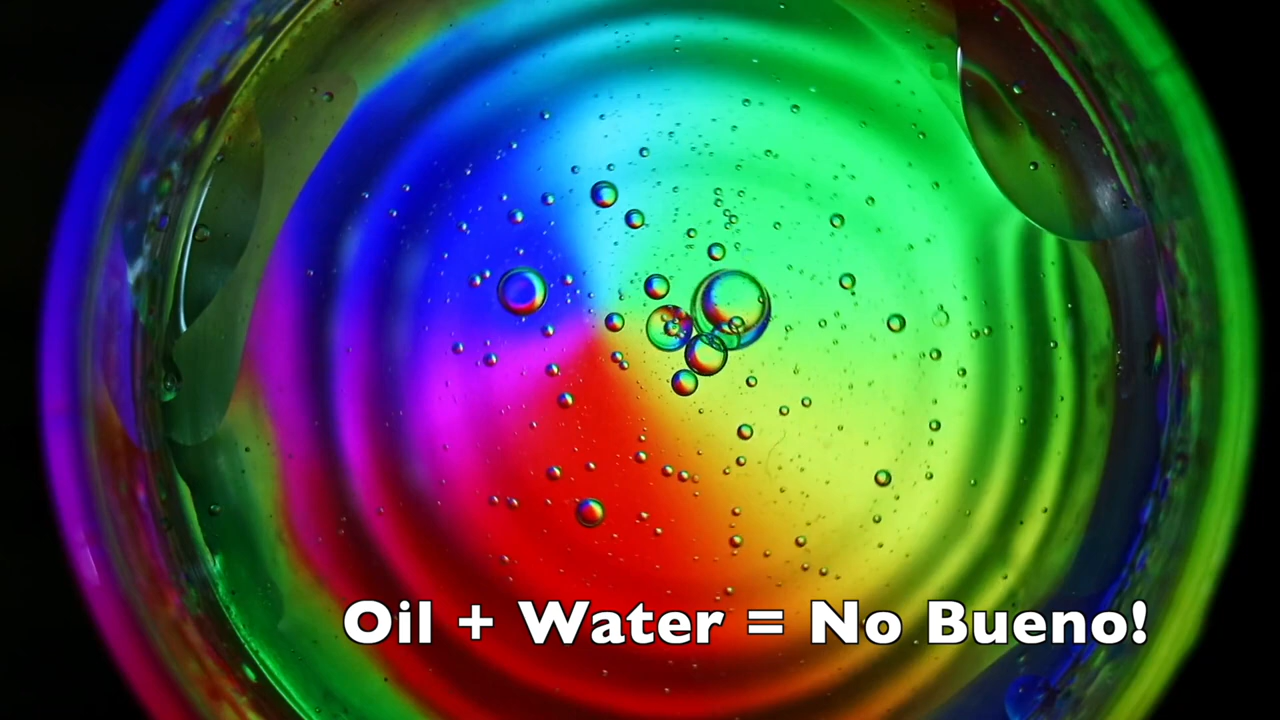 Oil + Water = No Bueno!